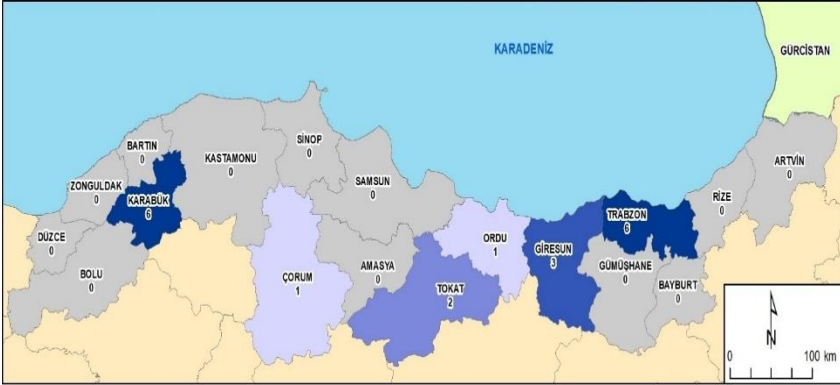 KARADENİZ
GÜRCİSTAN
BARTIN
0
KASTAMONU
0
SİNOP
0
SAMSUN
0
ARTVİN
0
ZONGULDAK
0
KARABÜK
6
RİZE
0
TRABZON
6
DÜZCE
0
BOLU
0
ÇORUM
1
AMASYA
0
TOKAT
2
ORDU
1
GİRESUN
3
GÜMÜŞHANE
0
BAYBURT
0
N
0 100 km